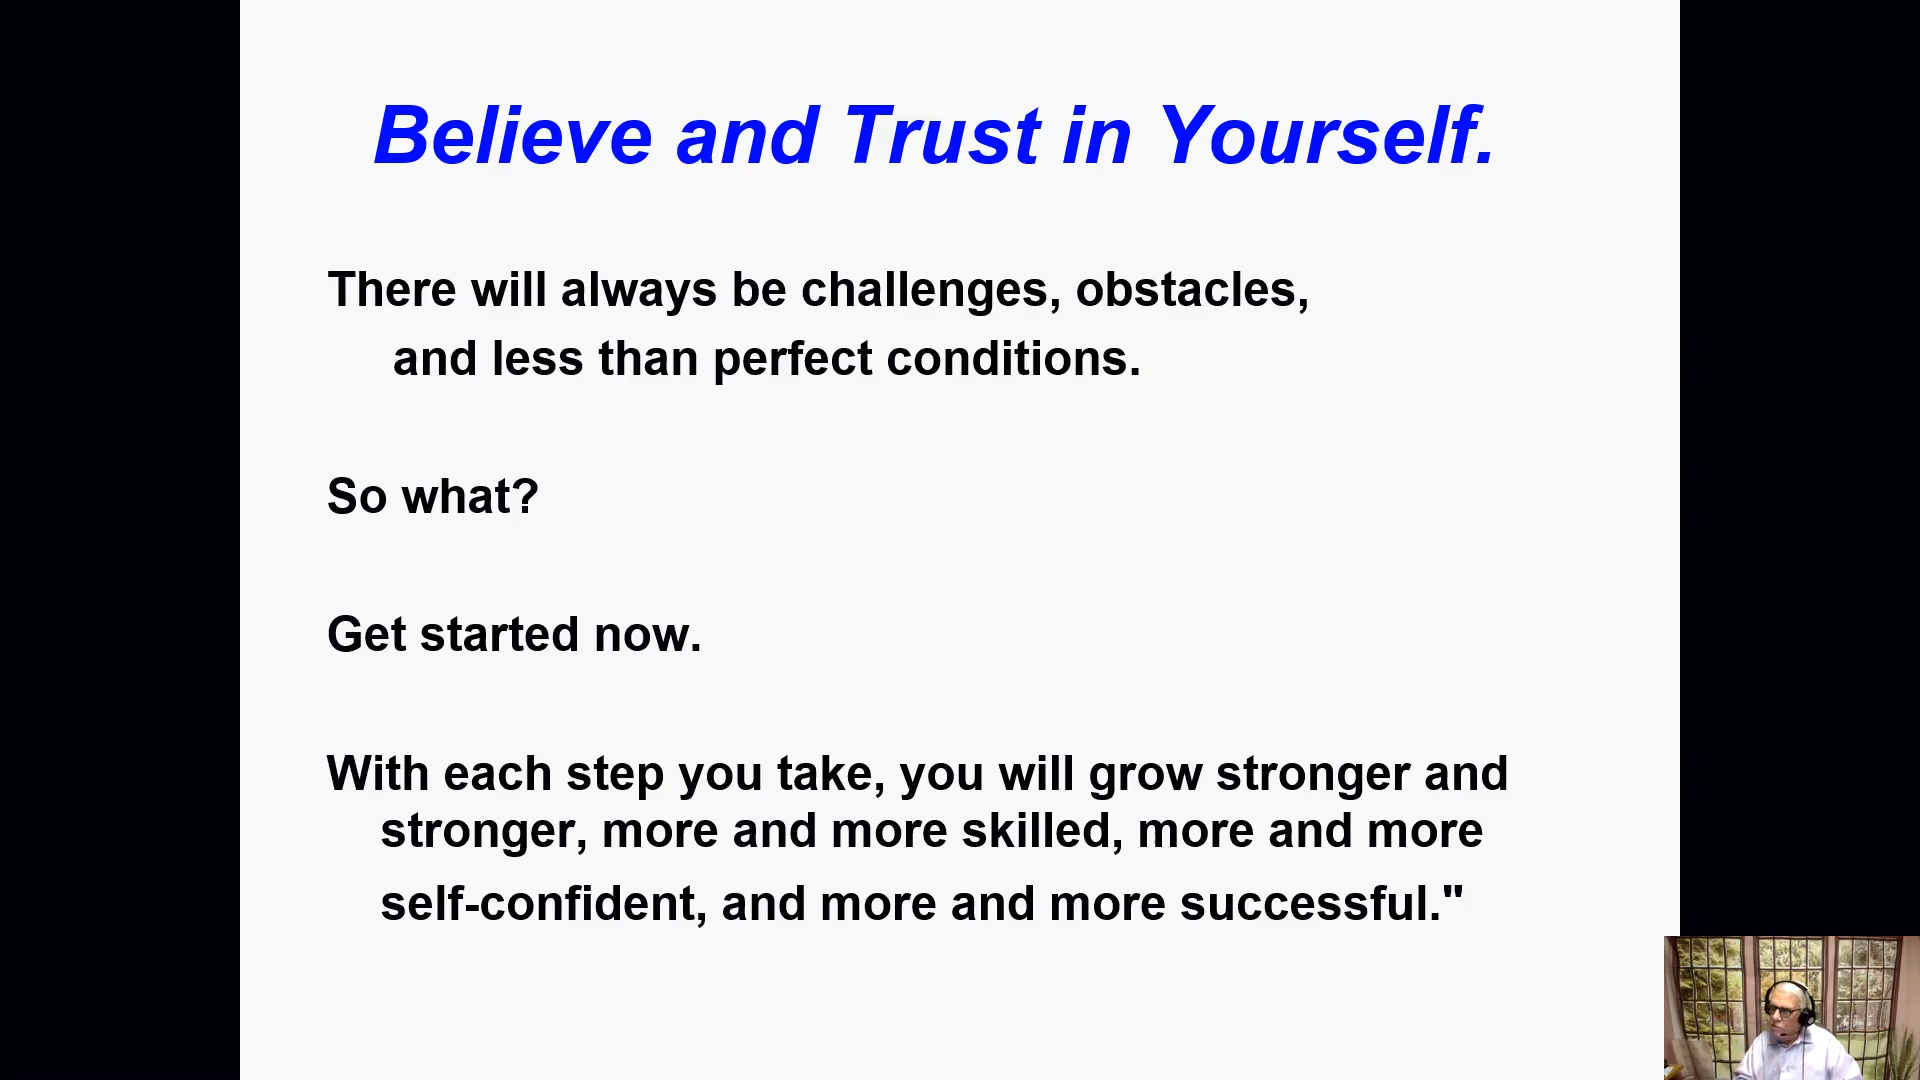 Believe and Trust in Yourself.
There will always be challenges, obstacles,
and less than perfect conditions.
So what?
Get started now.
With each step you take, you will grow stronger and
stronger, more and more skilled, more and more
self-confident, and more and more successful."